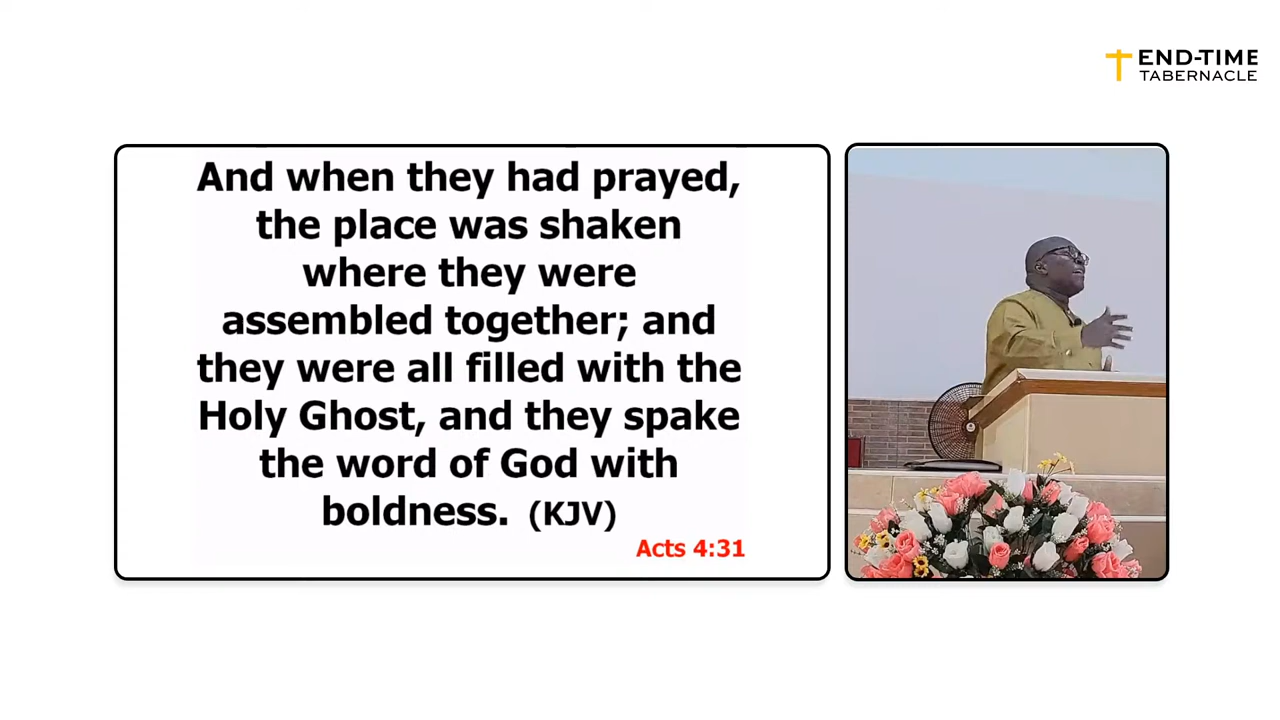 END-TIME
TABERNACLE
And when they had prayed,
the place was shaken
where they were
assembled together; and
they were all filled with the
Holy Ghost, and they spake
the word of God with
boldness. (KJV)
Acts 4:31